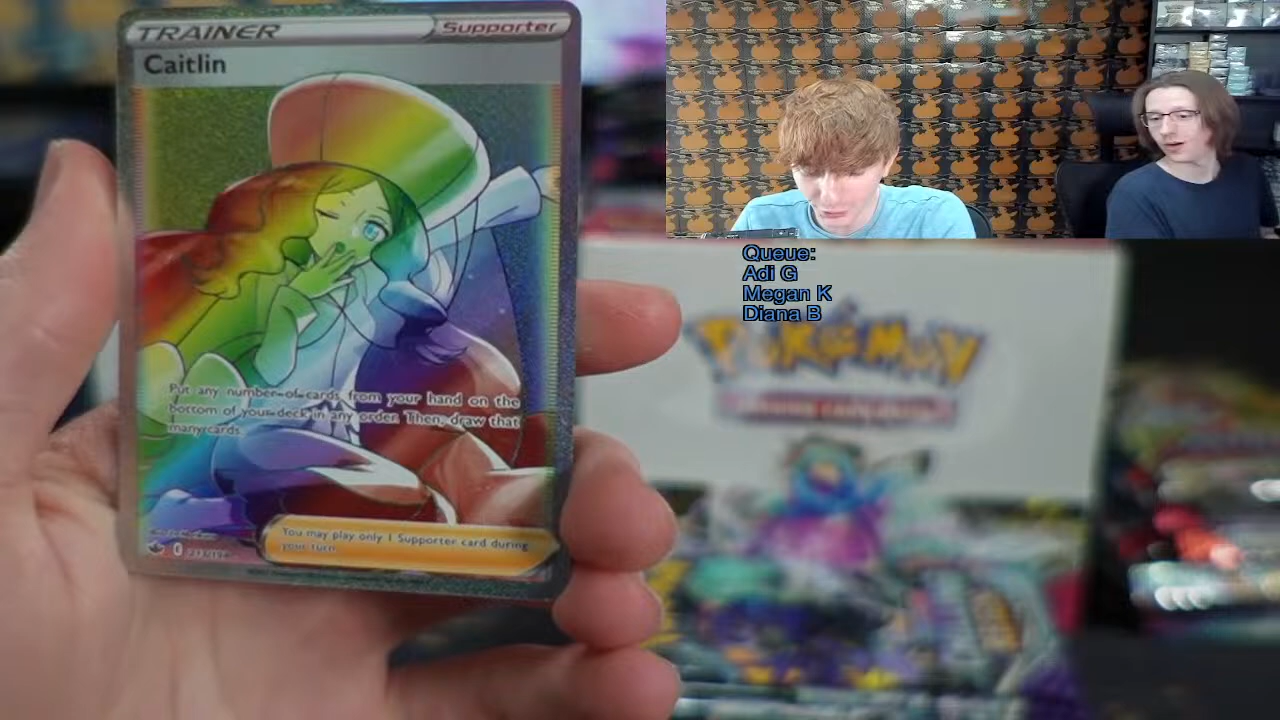 TRAINER
Supporter
Caitlin
Put any number of cards from your hand on the
bottom of your deck in any order. Then, draw that
many cards.
You may play only 1 Supporter card during
your turn.
Queue:
Adi G
Megan K
Diana B
POKéMON